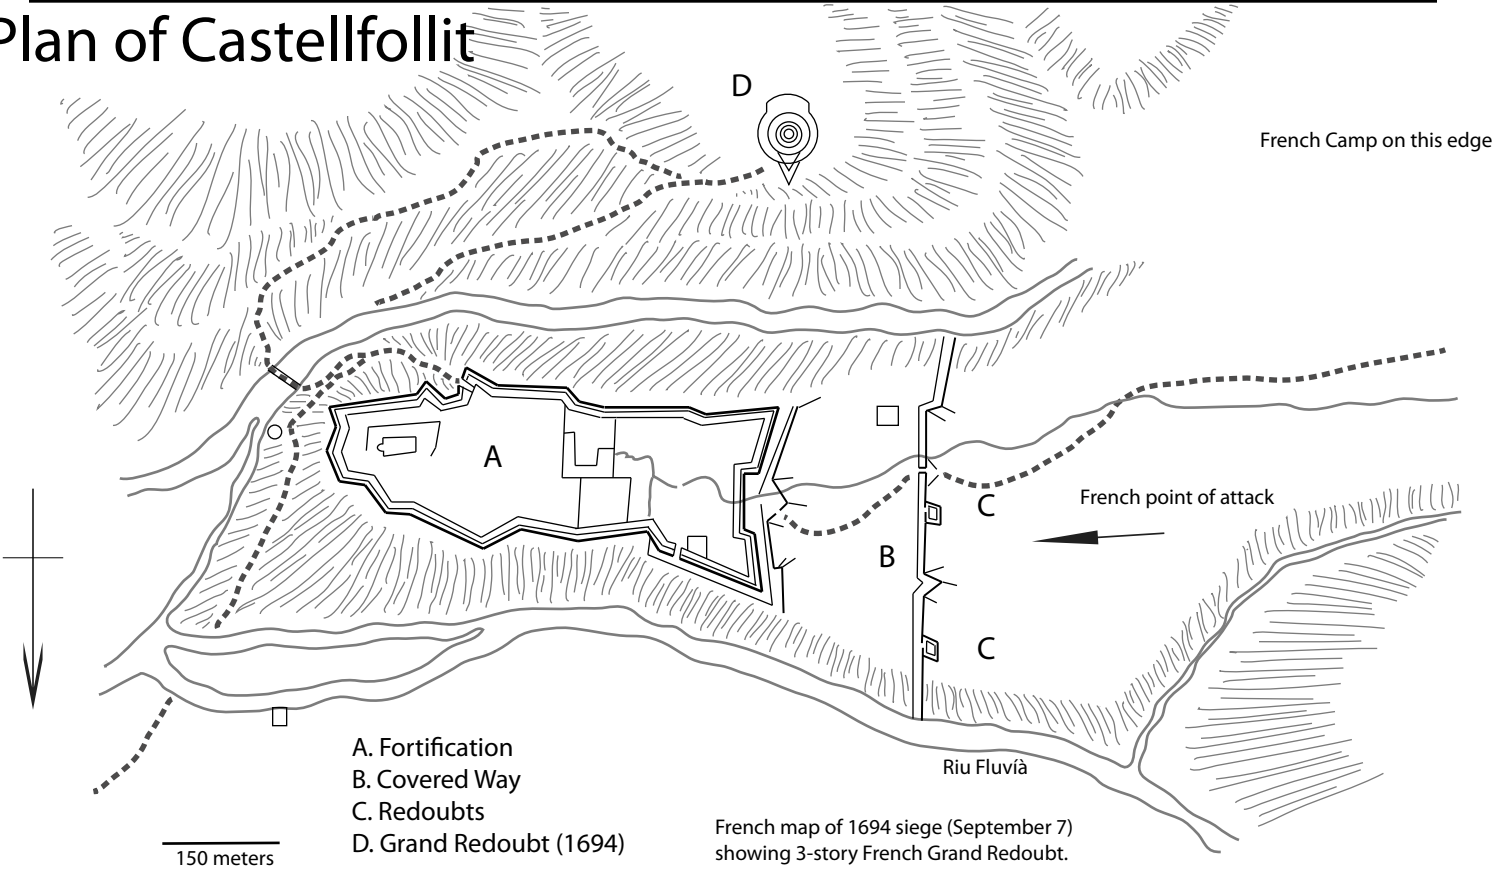 Plan of Castellfollit
D
French Camp on this edge
A
C
French point of attack
B
C
Riu Fluvíà
A. Fortification
B. Covered Way
C. Redoubts
D. Grand Redoubt (1694)
150 meters
French map of 1694 siege (September 7)
showing 3-story French Grand Redoubt.